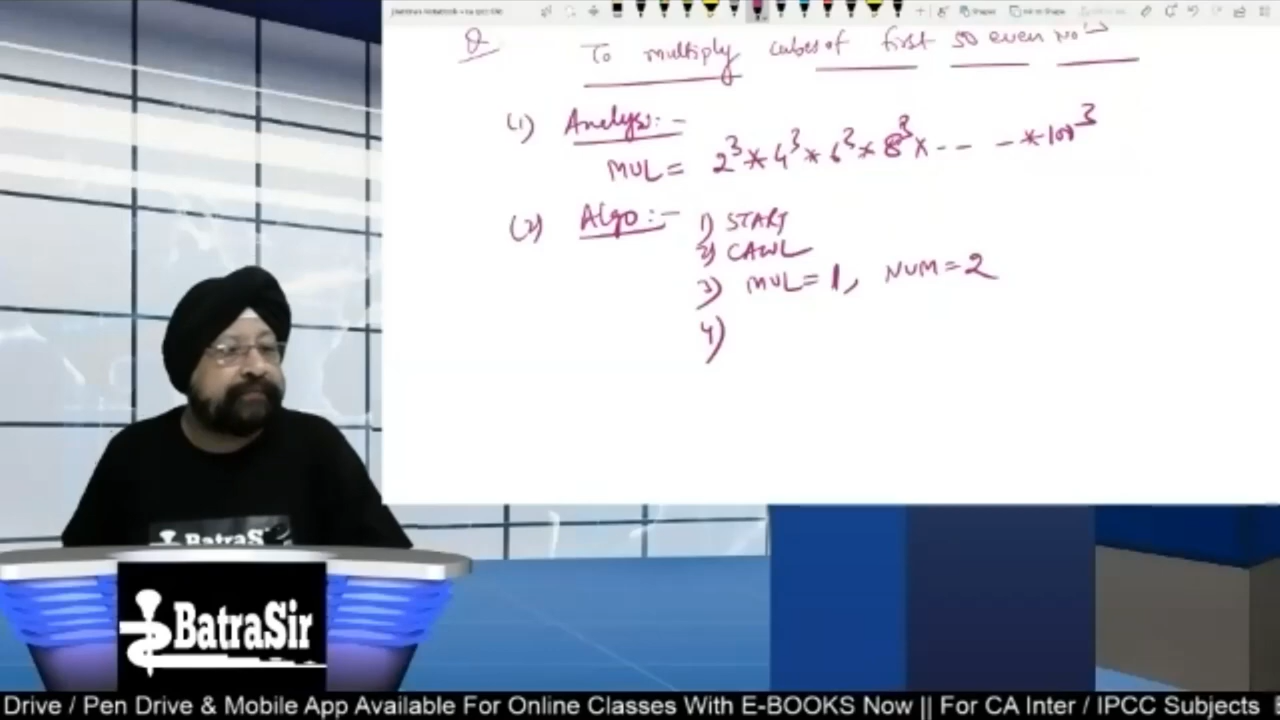 Q To multiply cubes of first 50 even no's
(1) Analysis:-
MUL = 2³ * 4³ * 6³ * 8³ * - - - - * 100³
(2) Algo:- 1) START
2) CAWL
3) MUL = 1, NUM = 2
4)
BatraSir
BatraSir
Drive / Pen Drive & Mobile App Available For Online Classes With E-BOOKS Now || For CA Inter / IPCC Subjects